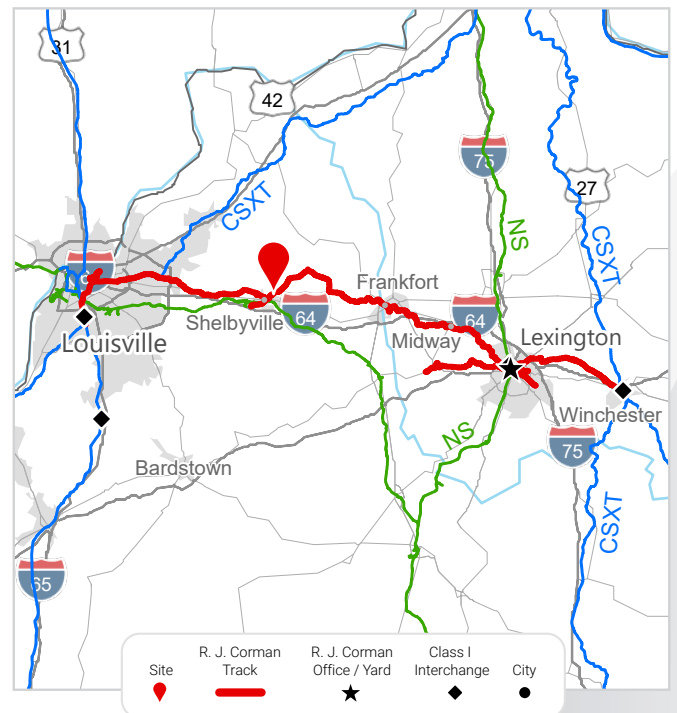 31
42
75
27
CSXT
NS
CSXT
Frankfort
Shelbyville
64
64
Midway
Lexington
Louisville
Winchester
NS
75
Bardstown
CSXT
65
R. J. Corman
Track
R. J. Corman
Office / Yard
Class I
Interchange
Site
City